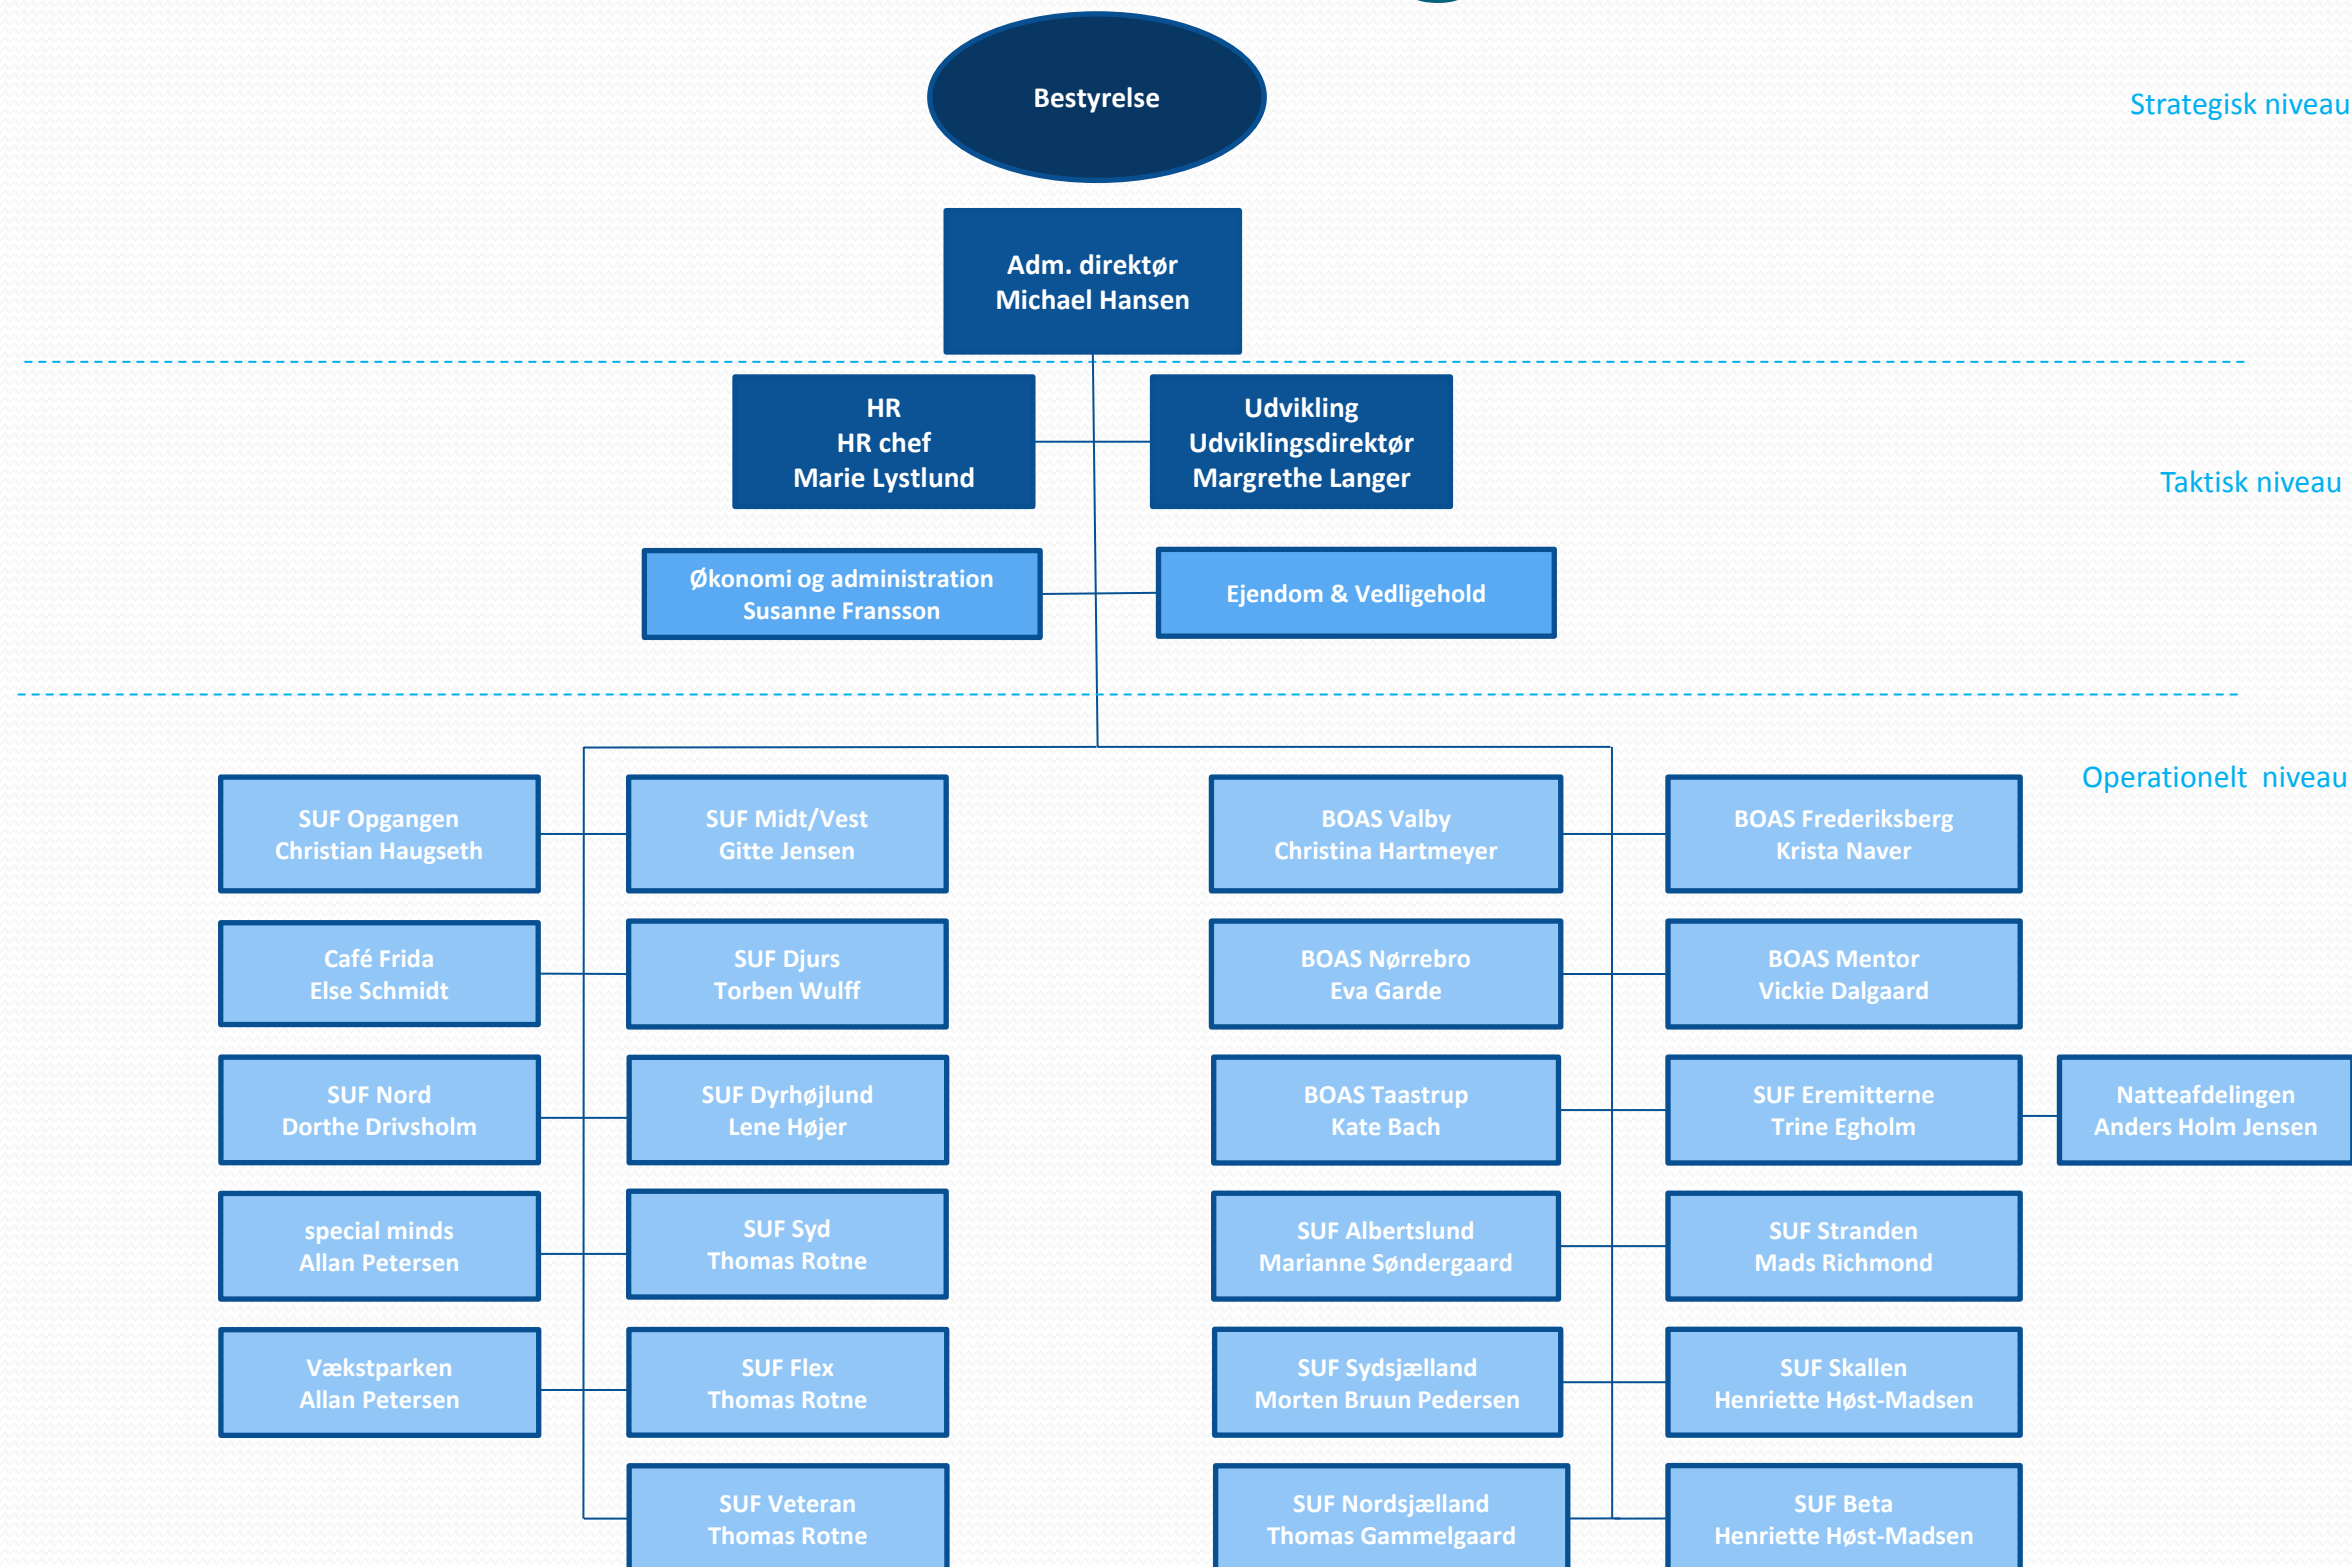 Bestyrelse
Strategisk niveau
Adm. direktør
Michael Hansen
HR
HR chef
Marie Lystlund
Udvikling
Udviklingsdirektør
Margrethe Langer
Taktisk niveau
Økonomi og administration
Susanne Fransson
Ejendom & Vedligehold
Operationelt niveau
SUF Opgangen
Christian Haugseth
SUF Midt/Vest
Gitte Jensen
BOAS Valby
Christina Hartmeyer
BOAS Frederiksberg
Krista Naver
Café Frida
Else Schmidt
SUF Djurs
Torben Wulff
BOAS Nørrebro
Eva Garde
BOAS Mentor
Vickie Dalgaard
SUF Nord
Dorthe Drivsholm
SUF Dyrhøjlund
Lene Højer
BOAS Taastrup
Kate Bach
SUF Eremitterne
Trine Egholm
Natteafdelingen
Anders Holm Jensen
special minds
Allan Petersen
SUF Syd
Thomas Rotne
SUF Albertslund
Marianne Søndergaard
SUF Stranden
Mads Richmond
Vækstparken
Allan Petersen
SUF Flex
Thomas Rotne
SUF Sydsjælland
Morten Bruun Pedersen
SUF Skallen
Henriette Høst-Madsen
SUF Veteran
Thomas Rotne
SUF Nordsjælland
Thomas Gammelgaard
SUF Beta
Henriette Høst-Madsen